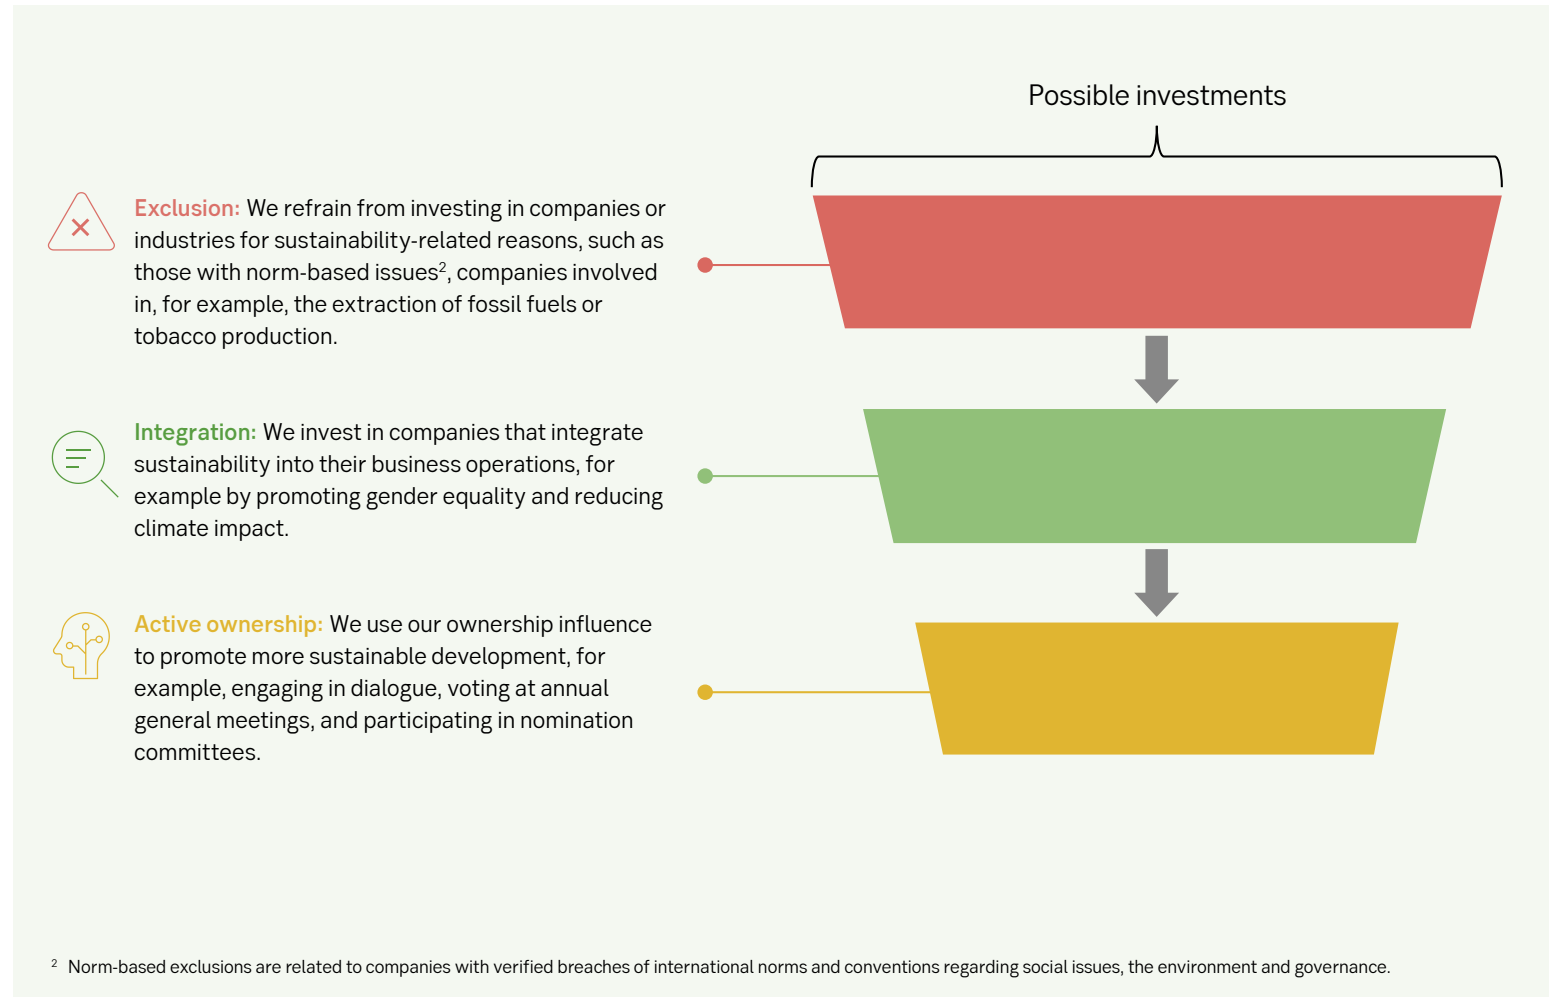 Possible investments
Exclusion: We refrain from investing in companies or
industries for sustainability-related reasons, such as
those with norm-based issues², companies involved
in, for example, the extraction of fossil fuels or
tobacco production.
Integration: We invest in companies that integrate
sustainability into their business operations, for
example by promoting gender equality and reducing
climate impact.
Active ownership: We use our ownership influence
to promote more sustainable development, for
example, engaging in dialogue, voting at annual
general meetings, and participating in nomination
committees.
² Norm-based exclusions are related to companies with verified breaches of international norms and conventions regarding social issues, the environment and governance.